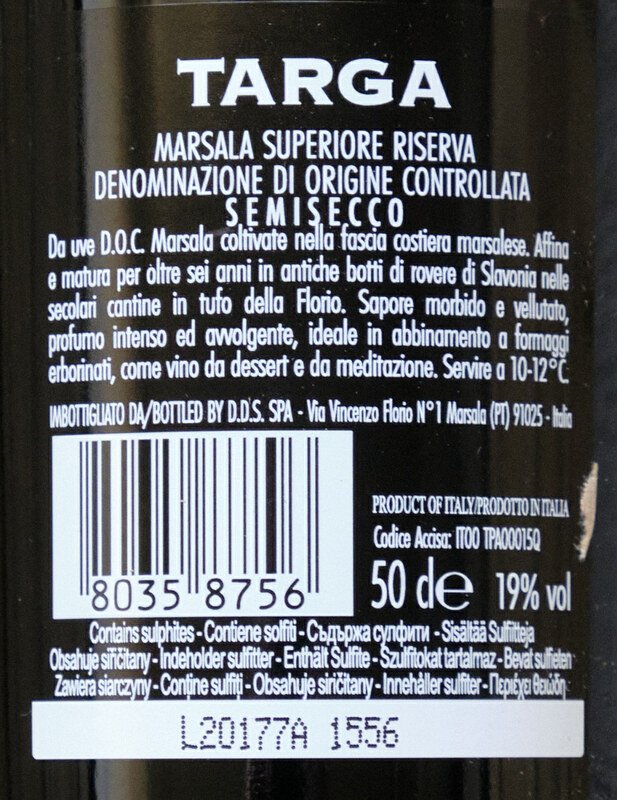 TARGA
MARSALA SUPERIORE RISERVA
DENOMINAZIONE DI ORIGINE CONTROLLATA
SEMISECCO
Da uve D.O.C. Marsala coltivate nella fascia costiera marsalese. Affina
e matura per oltre sei anni in antiche botti di rovere di Slavonia nelle
secolari cantine in tufo della Florio. Sapore morbido e vellutato,
profumo intenso ed avvolgente, ideale in abbinamento a formaggi
erborinati, come vino da dessert e da meditazione. Servire a 10-12°C.
IMBOTTIGLIATO DA/BOTTLED BY D.D.S. SPA - Via Vincenzo Florio N°1 Marsala (PT) 91025 - Italia
PRODUCT OF ITALY/PRODOTTO IN ITALIA
Codice Accisa: IT00 TPA00015Q
8035 8756
50 cl e 19% vol
Contains sulphites - Contiene solfiti - Съдържа сулфити - Sisältää Sulfiitteja
Obsahuje siřičitany - Indeholder sulfitter - Enthält Sulfite - Szulfitokat tartalmaz - Bevat sulfieten
Zawiera siarczyny - Conţine sulfiţi - Obsahuje siričitany - Innehåller sulfiter - Περιέχει Θειώδη
L20177A 1556